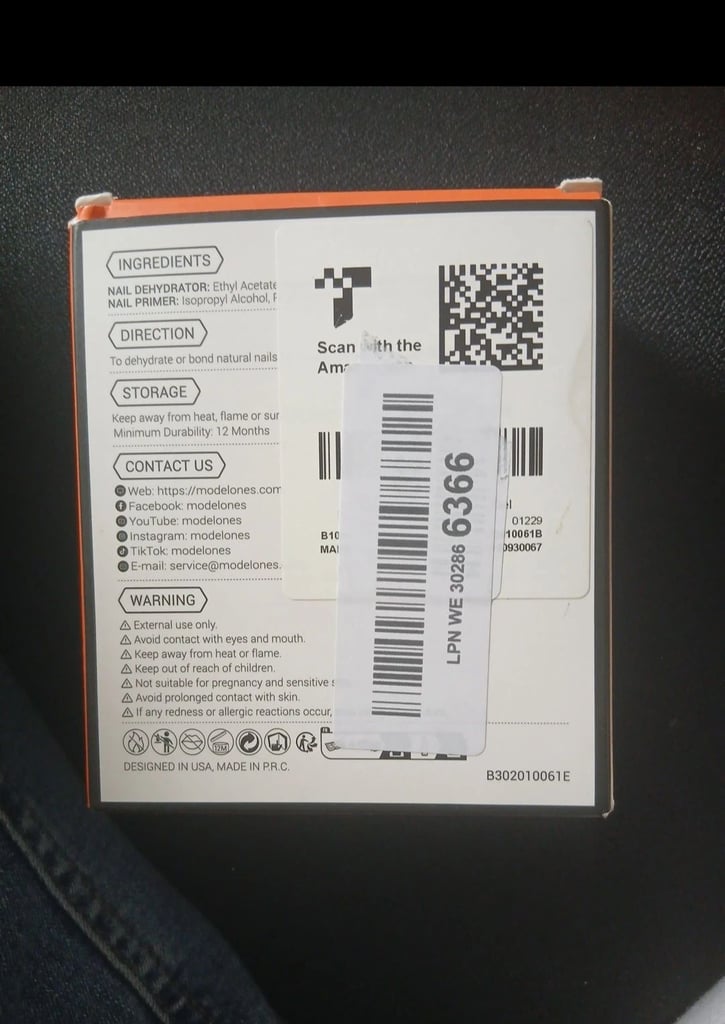 INGREDIENTS
NAIL DEHYDRATOR: Ethyl Acetate
NAIL PRIMER: Isopropyl Alcohol,
DIRECTION
To dehydrate or bond natural nails
STORAGE
Keep away from heat, flame or
Minimum Durability: 12 Months
CONTACT US
Web: https://modelones.com
Facebook: modelones
YouTube: modelones
Instagram: modelones
TikTok: modelones
E-mail: service@modelones.
WARNING
External use only.
Avoid contact with eyes and mouth.
Keep away from heat or flame.
Keep out of reach of children.
Not suitable for pregnancy and sensitive
Avoid prolonged contact with skin.
If any redness or allergic reactions occur,
12M
DESIGNED IN USA, MADE IN P.R.C.
B302010061E
Scan with the
01229
10061B
0930067
LPN WE 30286 6366